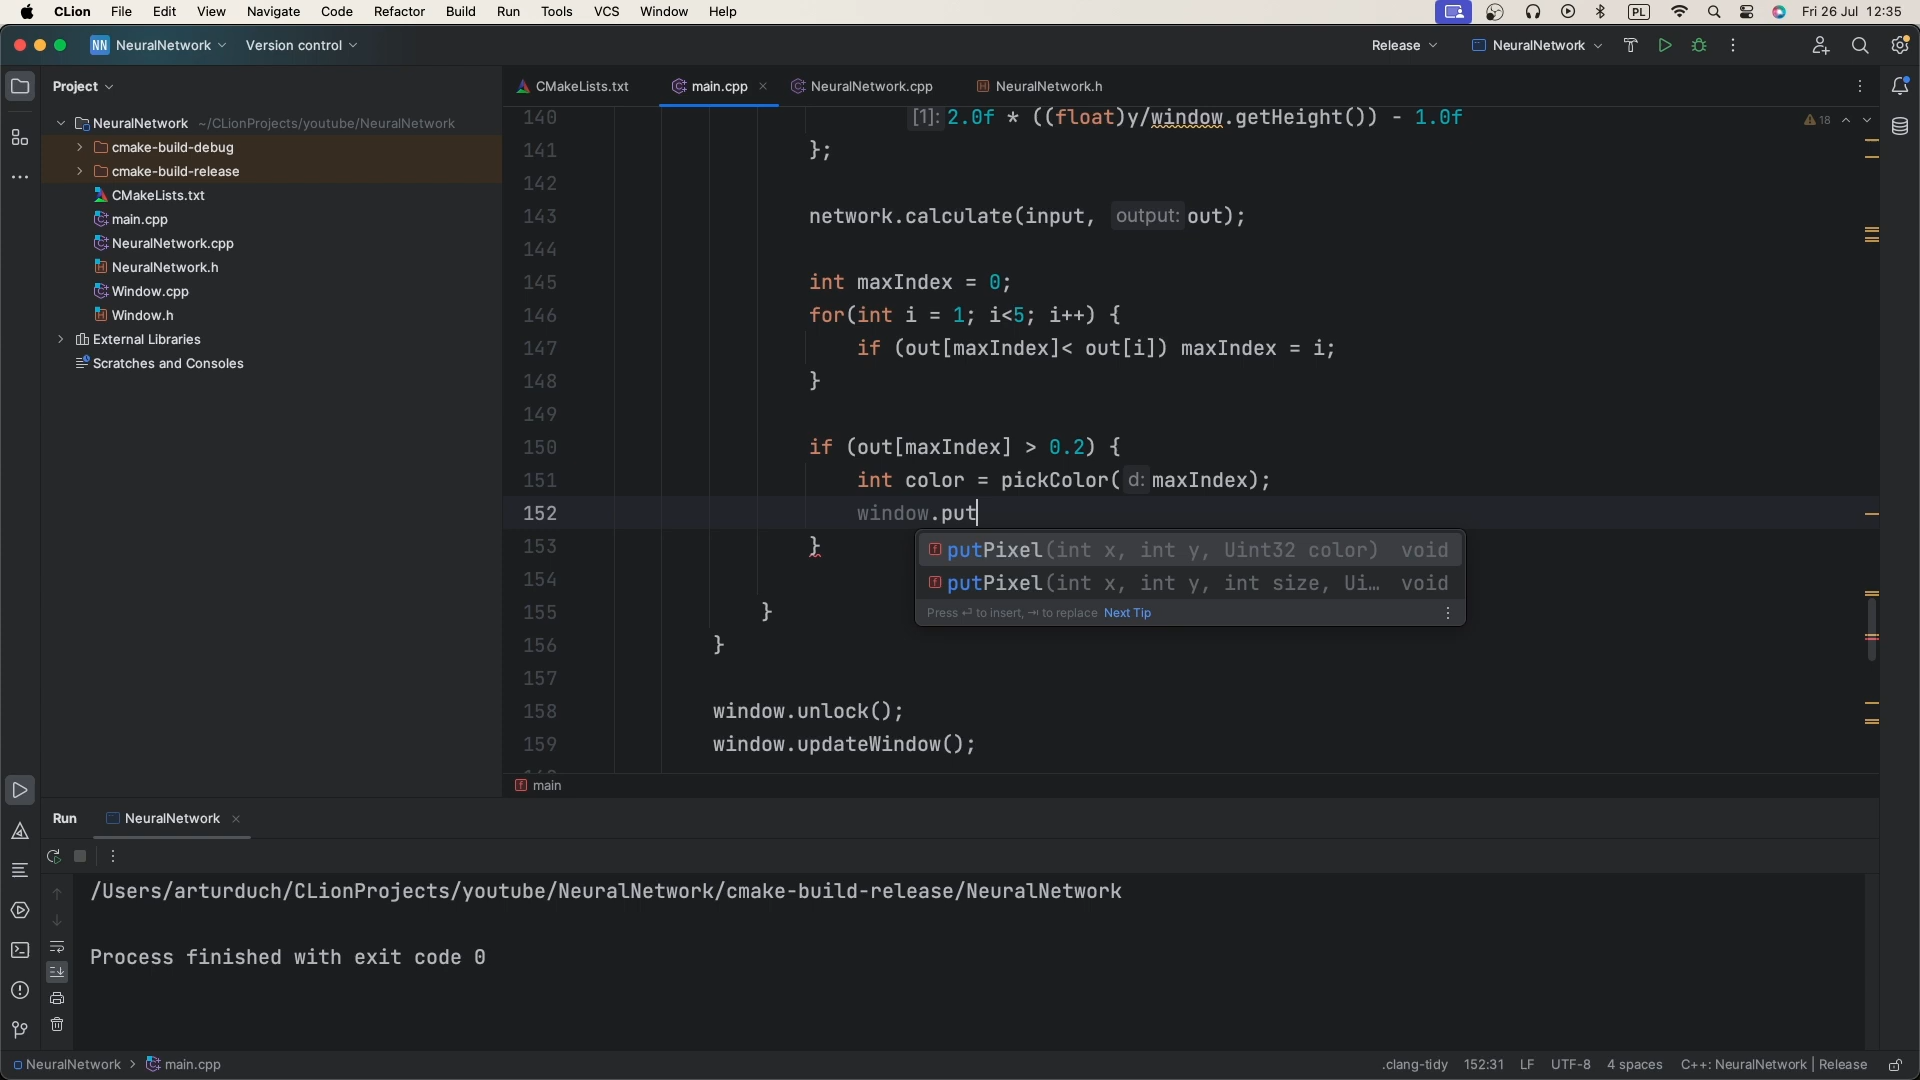 CLion File Edit View Navigate Code Refactor Build Run Tools VCS Window Help PL Fri 26 Jul 12:35
NN NeuralNetwork Version control Release NeuralNetwork
Project
CMakeLists.txt main.cpp NeuralNetwork.cpp NeuralNetwork.h
NeuralNetwork ~/CLionProjects/youtube/NeuralNetwork
cmake-build-debug
cmake-build-release
CMakeLists.txt
main.cpp
NeuralNetwork.cpp
NeuralNetwork.h
Window.cpp
Window.h
External Libraries
Scratches and Consoles
140 [1]: 2.0f * ((float)y/window.getHeight()) - 1.0f 18
141 };
142
143 network.calculate(input, output: out);
144
145 int maxIndex = 0;
146 for(int i = 1; i<5; i++) {
147 if (out[maxIndex]< out[i]) maxIndex = i;
148 }
149
150 if (out[maxIndex] > 0.2) {
151 int color = pickColor( d: maxIndex);
152 window.put
153 }
putPixel(int x, int y, Uint32 color) void
putPixel(int x, int y, int size, Ui… void
Press ⏎ to insert, ⇥ to replace Next Tip
154
155 }
156 }
157
158 window.unlock();
159 window.updateWindow();
main
Run NeuralNetwork
/Users/arturduch/CLionProjects/youtube/NeuralNetwork/cmake-build-release/NeuralNetwork
Process finished with exit code 0
NeuralNetwork > main.cpp .clang-tidy 152:31 LF UTF-8 4 spaces C++: NeuralNetwork | Release